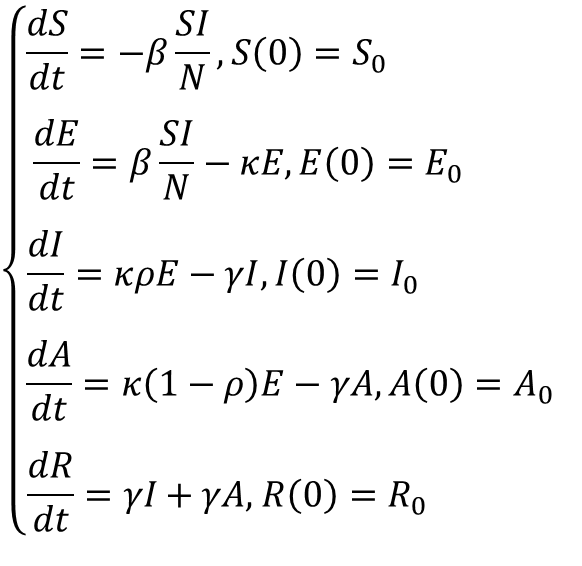 dS/dt = −β SI/N , S(0) = S₀
dE/dt = β SI/N − κE, E(0) = E₀
dI/dt = κρE − γI, I(0) = I₀
dA/dt = κ(1 − ρ)E − γA, A(0) = A₀
dR/dt = γI + γA, R(0) = R₀